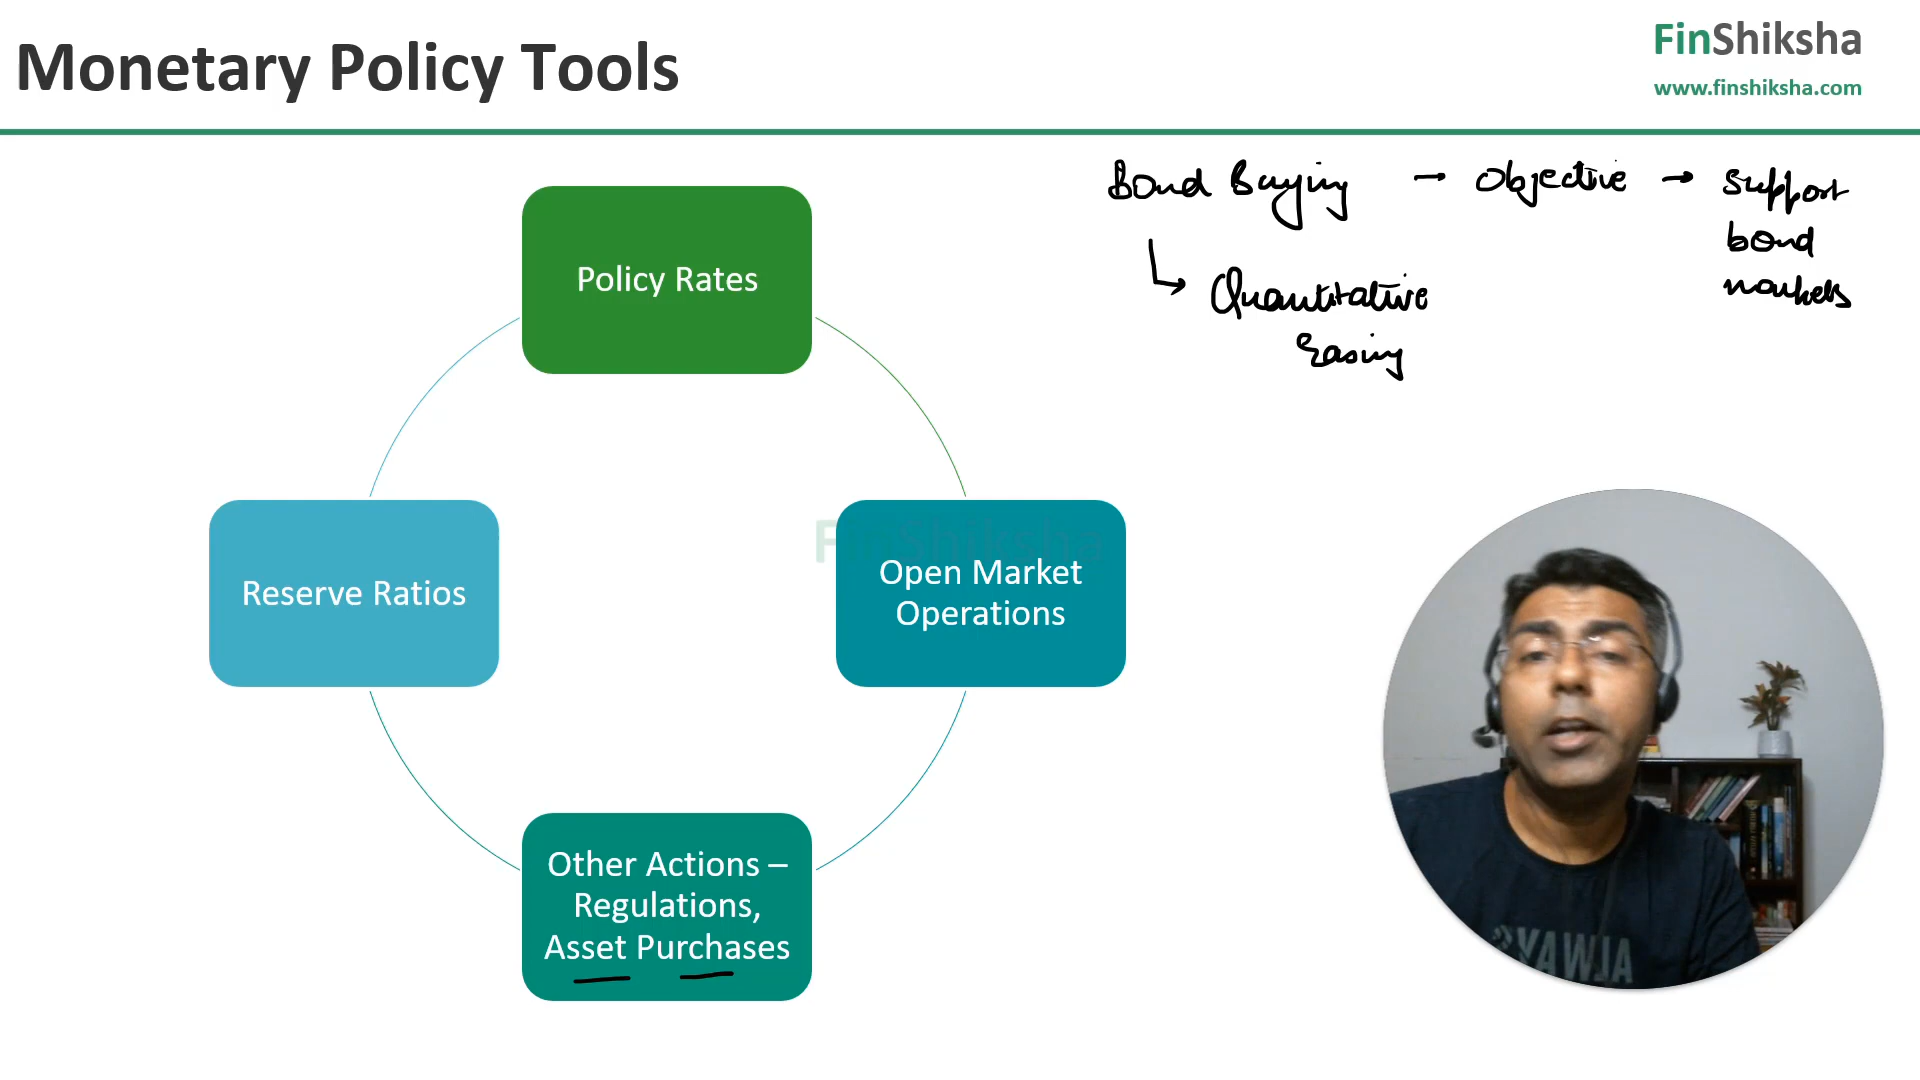 Monetary Policy Tools
FinShiksha
www.finshiksha.com
Bond Buying → Objective → Support
bond
markets
Quantitative
Easing
Policy Rates
Reserve Ratios
FinShiksha
Open Market
Operations
Other Actions –
Regulations,
Asset Purchases